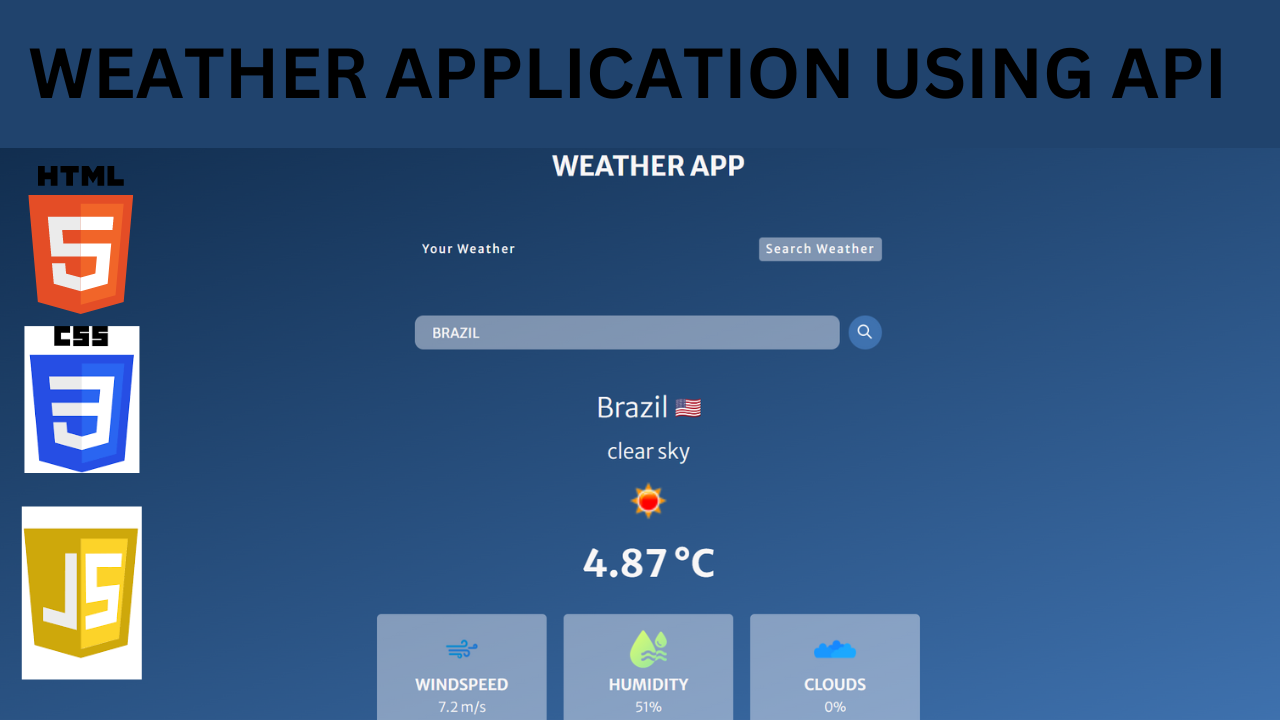 WEATHER APPLICATION USING API
HTML
5
CSS
3
JS
WEATHER APP
Your Weather
Search Weather
BRAZIL
Brazil
clear sky
4.87 °C
WINDSPEED
7.2 m/s
HUMIDITY
51%
CLOUDS
0%